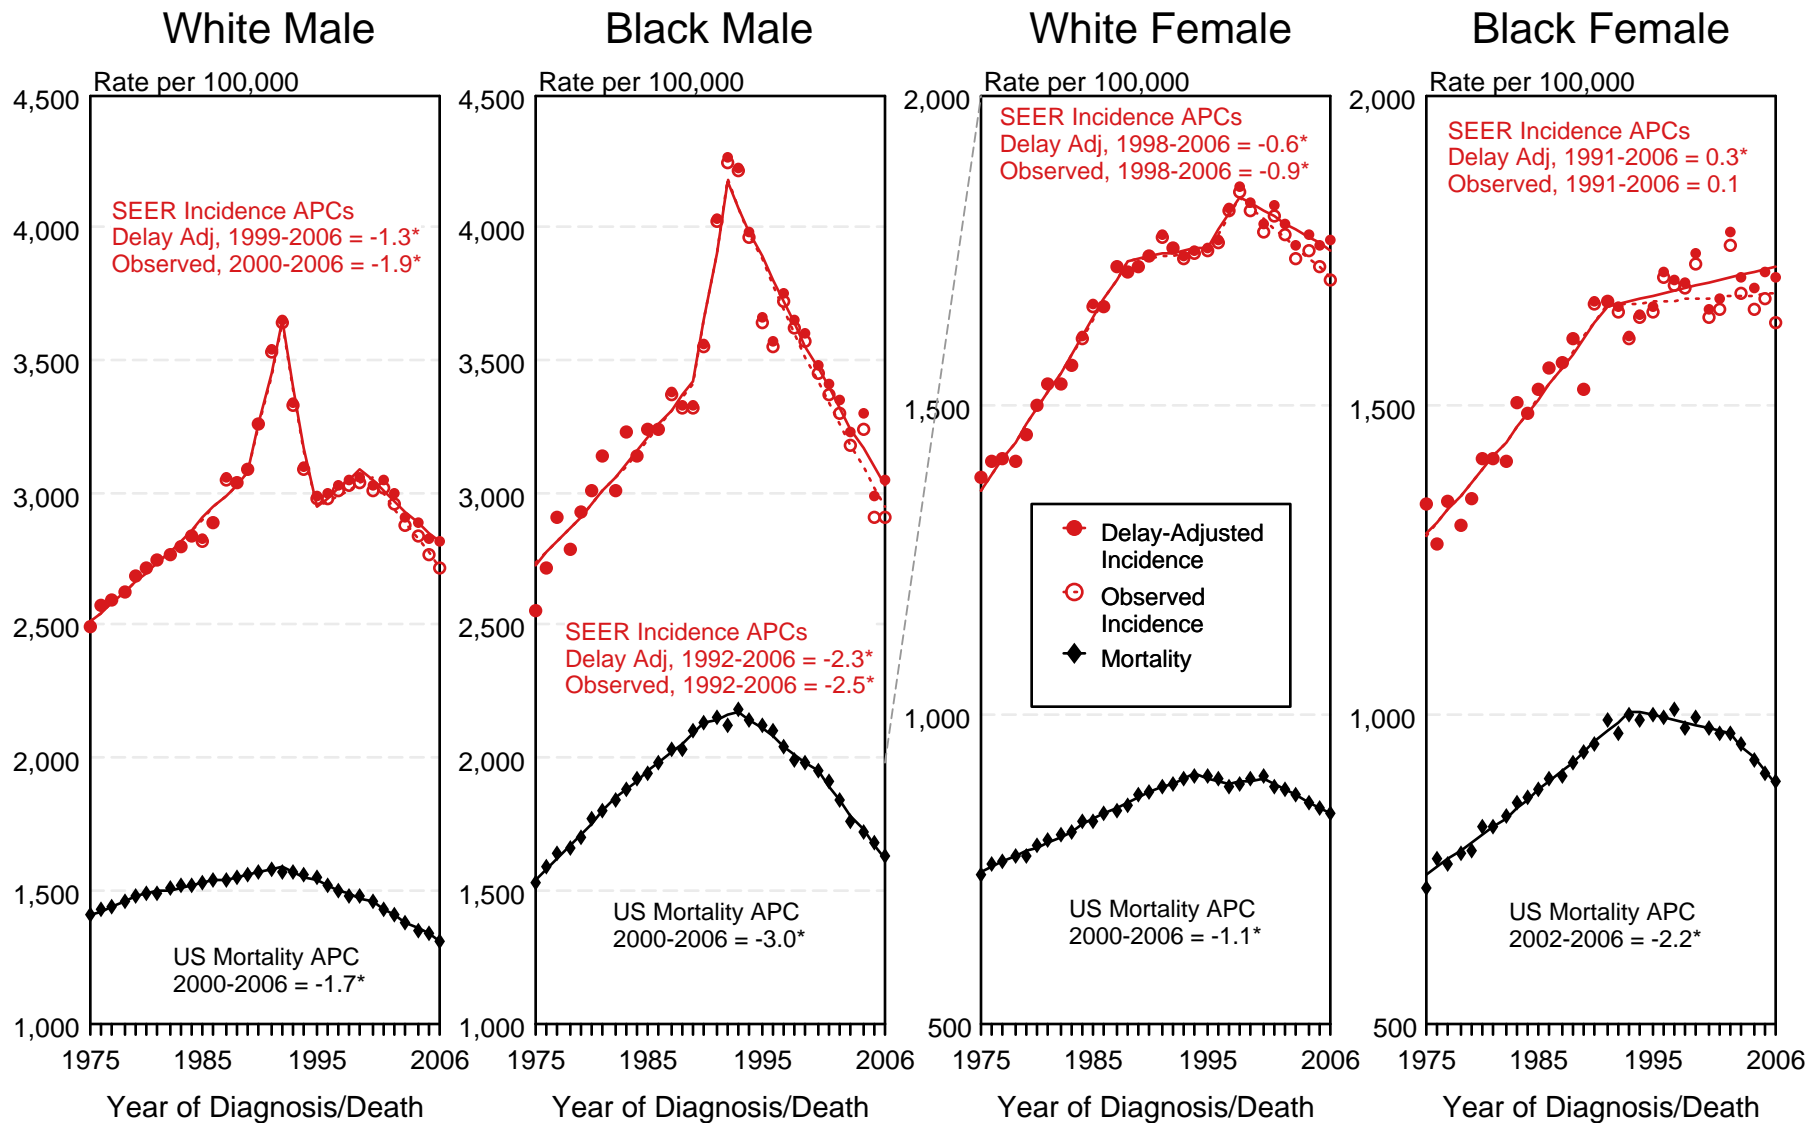 White Male
Rate per 100,000
4,500
4,000
3,500
3,000
2,500
2,000
1,500
1,000
SEER Incidence APCs
Delay Adj, 1999-2006 = -1.3*
Observed, 2000-2006 = -1.9*
US Mortality APC
2000-2006 = -1.7*
1975
1985
1995
2006
Year of Diagnosis/Death
Black Male
Rate per 100,000
4,500
4,000
3,500
3,000
2,500
2,000
1,500
1,000
SEER Incidence APCs
Delay Adj, 1992-2006 = -2.3*
Observed, 1992-2006 = -2.5*
US Mortality APC
2000-2006 = -3.0*
1975
1985
1995
2006
Year of Diagnosis/Death
White Female
Rate per 100,000
2,000
1,500
1,000
500
SEER Incidence APCs
Delay Adj, 1998-2006 = -0.6*
Observed, 1998-2006 = -0.9*
Delay-Adjusted
Incidence
Observed
Incidence
Mortality
US Mortality APC
2000-2006 = -1.1*
1975
1985
1995
2006
Year of Diagnosis/Death
Black Female
Rate per 100,000
2,000
1,500
1,000
500
SEER Incidence APCs
Delay Adj, 1991-2006 = 0.3*
Observed, 1991-2006 = 0.1
US Mortality APC
2002-2006 = -2.2*
1975
1985
1995
2006
Year of Diagnosis/Death